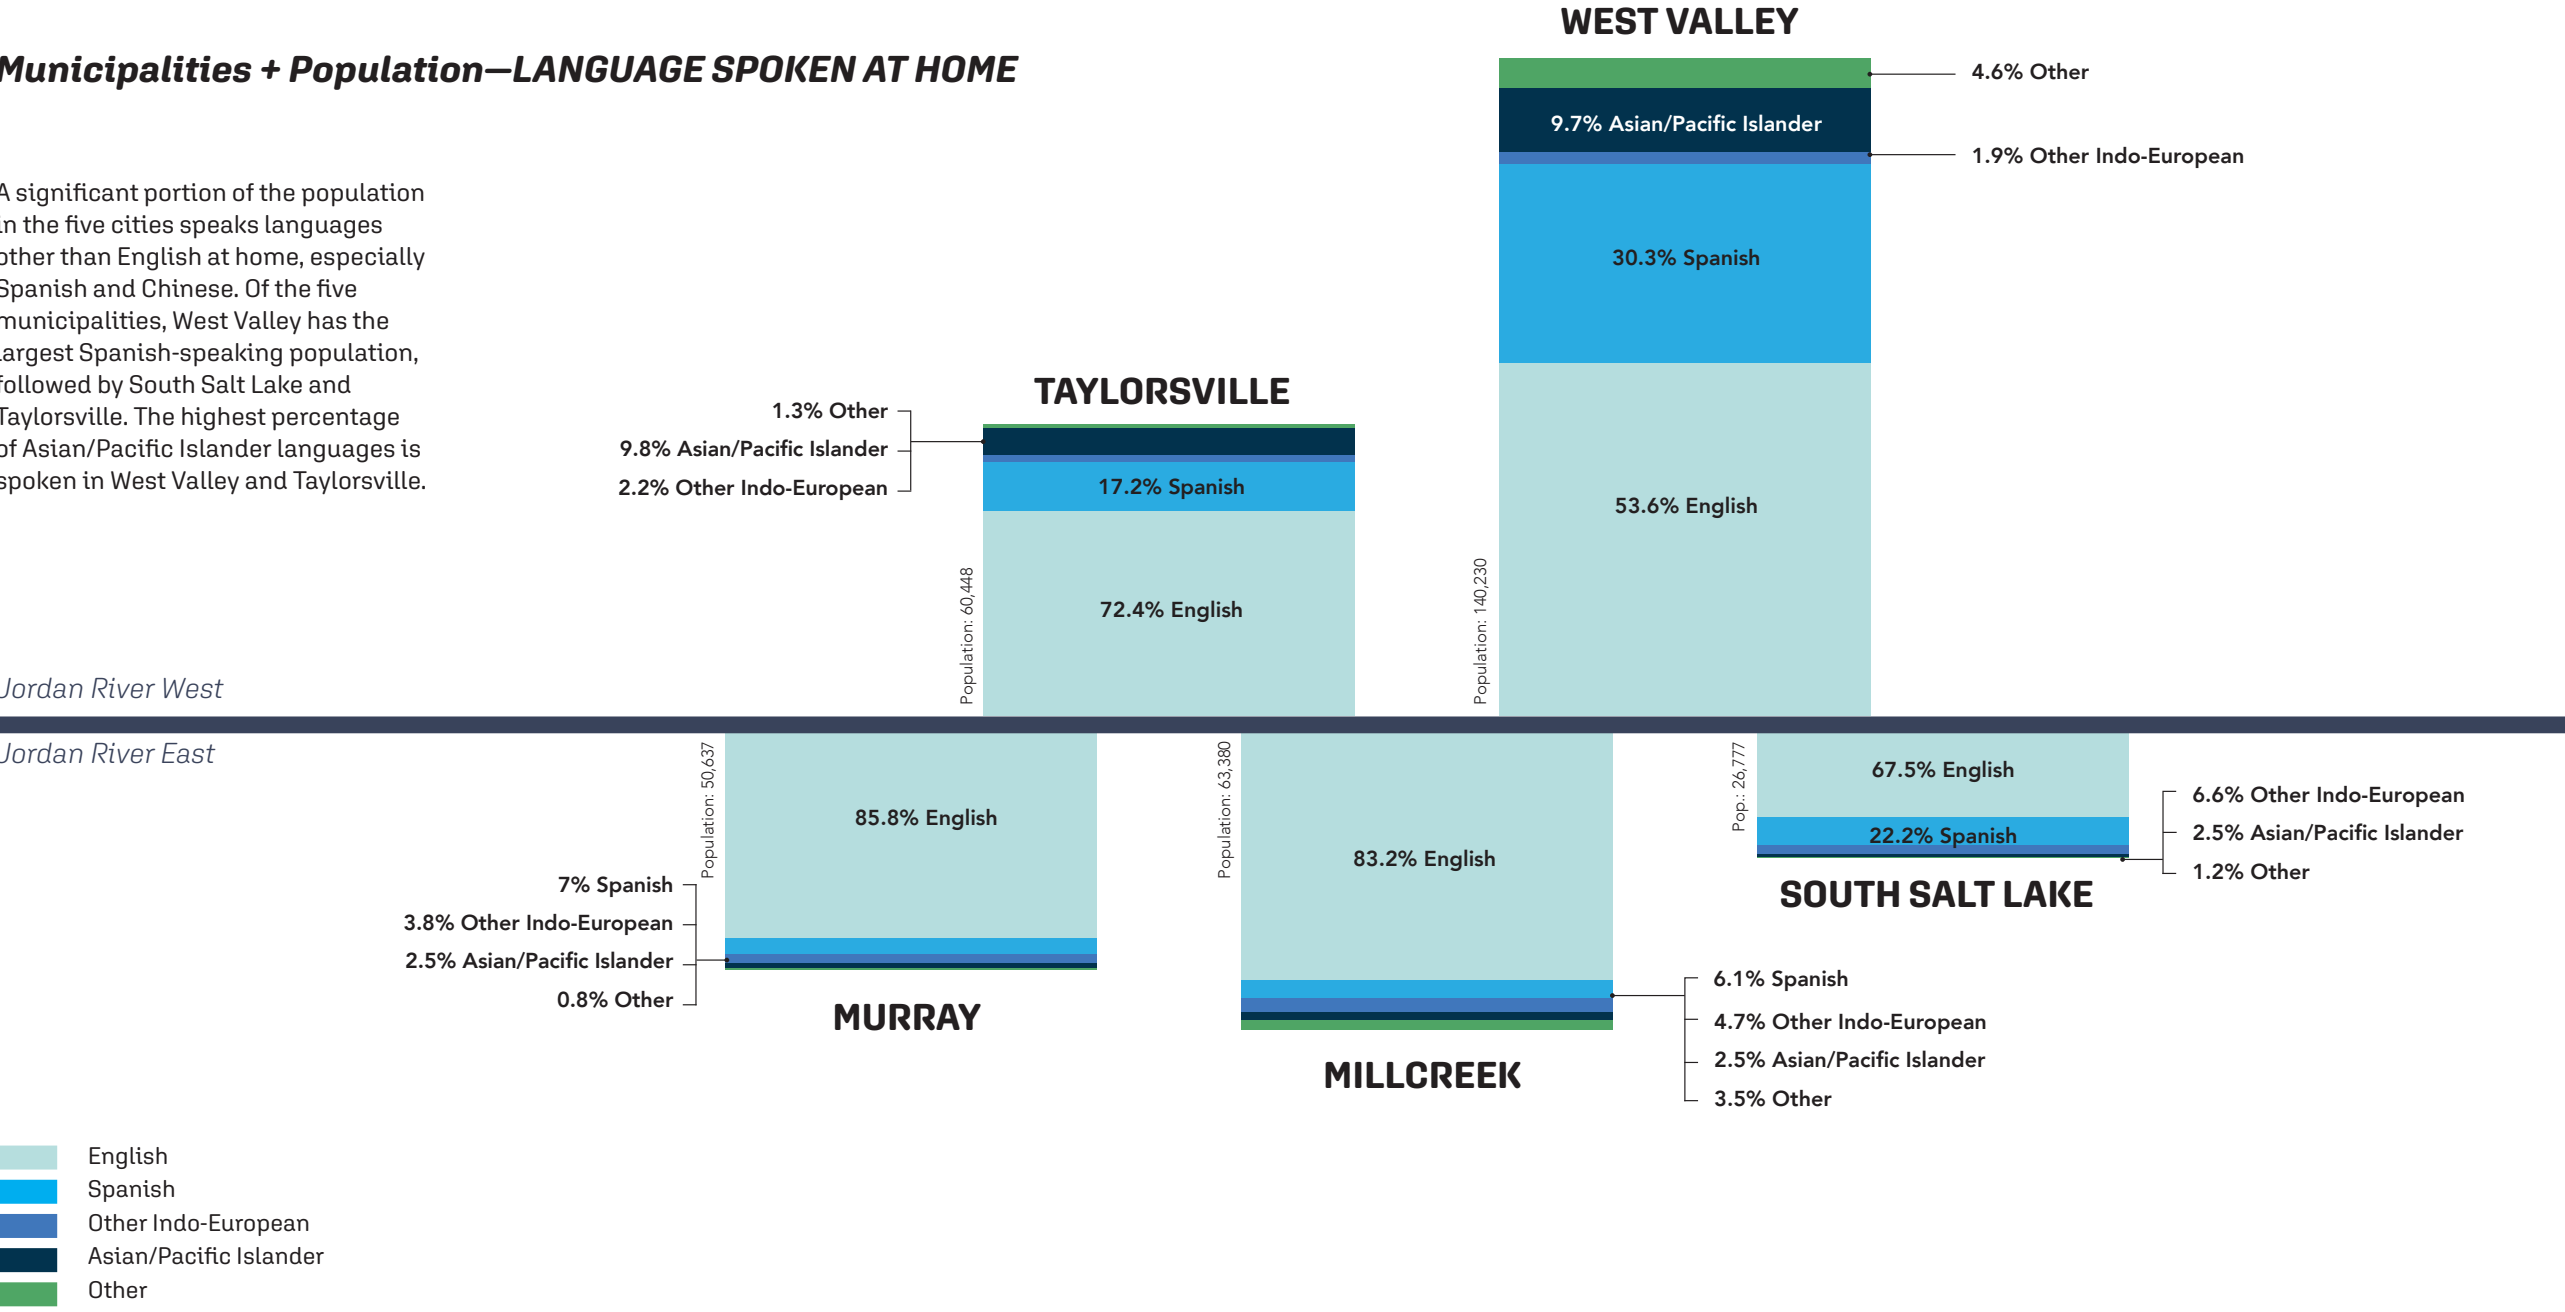 Municipalities + Population—LANGUAGE SPOKEN AT HOME
A significant portion of the population
in the five cities speaks languages
other than English at home, especially
Spanish and Chinese. Of the five
municipalities, West Valley has the
largest Spanish-speaking population,
followed by South Salt Lake and
Taylorsville. The highest percentage
of Asian/Pacific Islander languages is
spoken in West Valley and Taylorsville.
WEST VALLEY
4.6% Other
9.7% Asian/Pacific Islander
1.9% Other Indo-European
30.3% Spanish
53.6% English
Population: 140,230
TAYLORSVILLE
1.3% Other
9.8% Asian/Pacific Islander
2.2% Other Indo-European
17.2% Spanish
72.4% English
Population: 60,448
Jordan River West
Jordan River East
Population: 50,637
85.8% English
7% Spanish
3.8% Other Indo-European
2.5% Asian/Pacific Islander
0.8% Other
MURRAY
Population: 63,380
83.2% English
6.1% Spanish
4.7% Other Indo-European
2.5% Asian/Pacific Islander
3.5% Other
MILLCREEK
Pop.: 26,777
67.5% English
22.2% Spanish
6.6% Other Indo-European
2.5% Asian/Pacific Islander
1.2% Other
SOUTH SALT LAKE
English
Spanish
Other Indo-European
Asian/Pacific Islander
Other